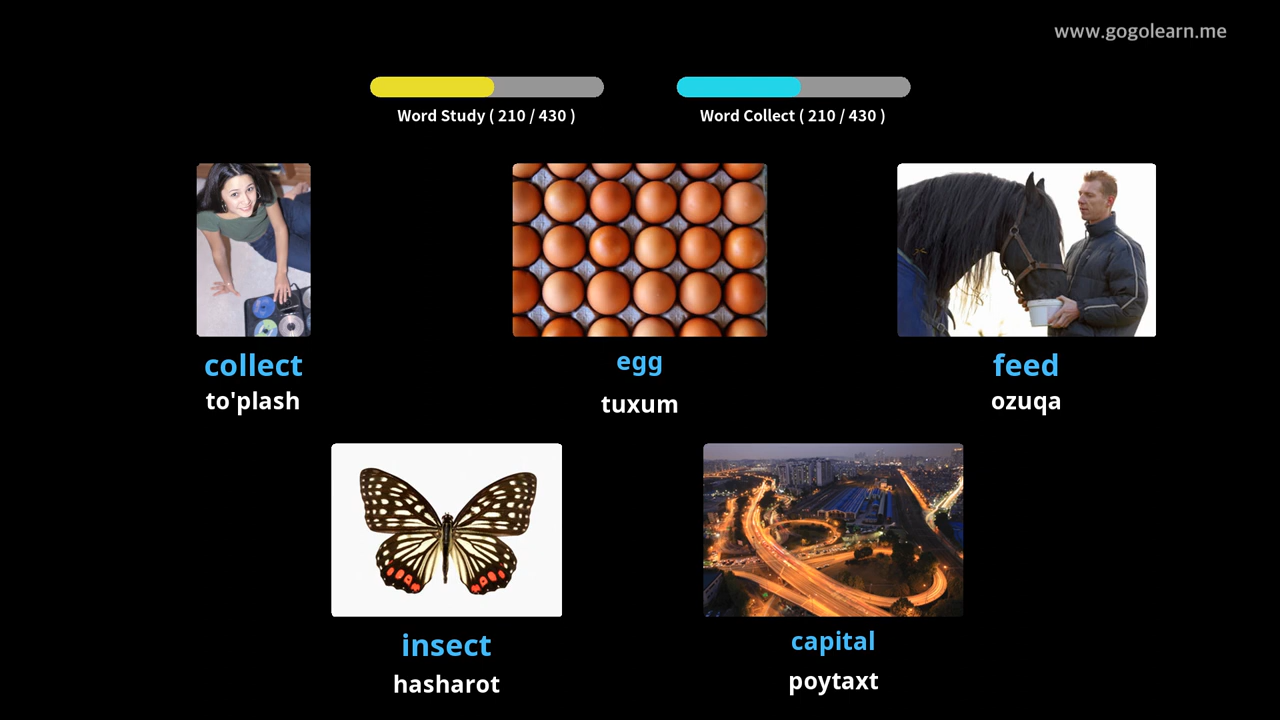 www.gogolearn.me
Word Study ( 210 / 430 )
Word Collect ( 210 / 430 )
collect
to'plash
egg
tuxum
feed
ozuqa
insect
hasharot
capital
poytaxt